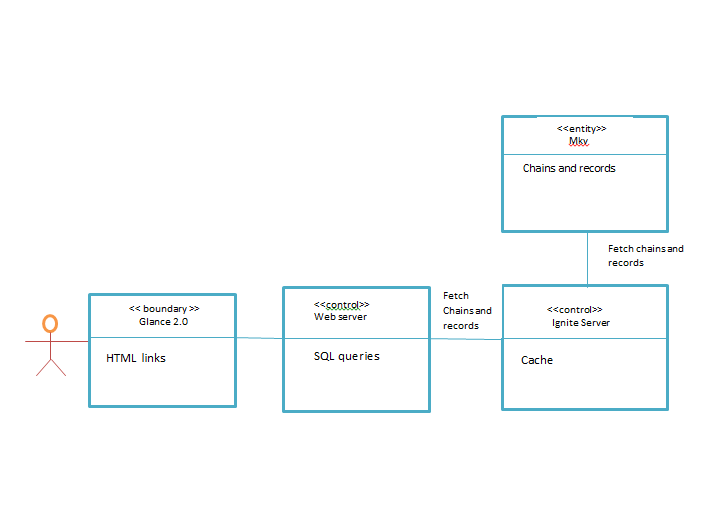 <<entity>>
Mkv
Chains and records
Fetch chains and
records
<< boundary >>
Glance 2.0
HTML links
<<control>>
Web server
SQL queries
Fetch
Chains and
records
<<control>>
Ignite Server
Cache